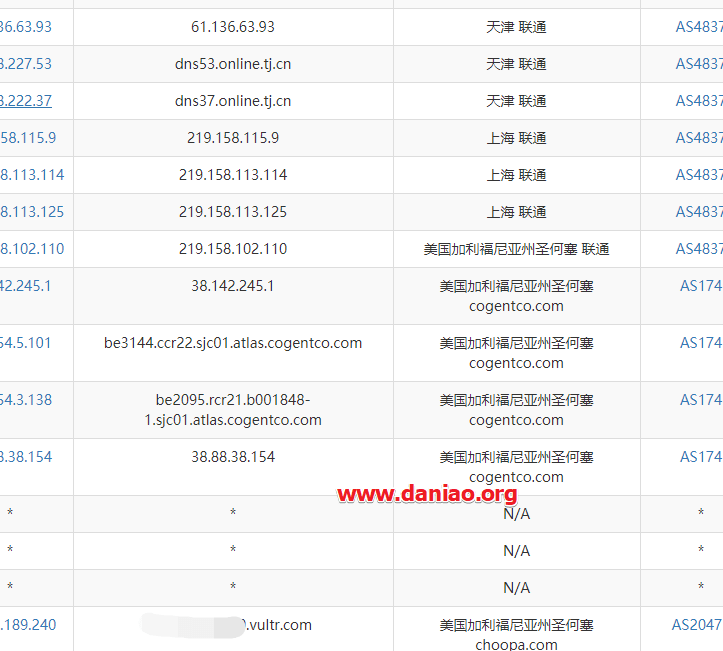 36.63.93 61.136.63.93 天津 联通 AS4837
3.227.53 dns53.online.tj.cn 天津 联通 AS4837
3.222.37 dns37.online.tj.cn 天津 联通 AS4837
58.115.9 219.158.115.9 上海 联通 AS4837
8.113.114 219.158.113.114 上海 联通 AS4837
8.113.125 219.158.113.125 上海 联通 AS4837
8.102.110 219.158.102.110 美国加利福尼亚州圣何塞 联通 AS4837
42.245.1 38.142.245.1 美国加利福尼亚州圣何塞 AS174
cogentco.com
54.5.101 be3144.ccr22.sjc01.atlas.cogentco.com 美国加利福尼亚州圣何塞 AS174
cogentco.com
54.3.138 be2095.rcr21.b001848- 美国加利福尼亚州圣何塞 AS174
1.sjc01.atlas.cogentco.com cogentco.com
8.38.154 38.88.38.154 美国加利福尼亚州圣何塞 AS174
cogentco.com
www.daniao.org
* * N/A *
* * N/A *
* * N/A *
.189.240 .vultr.com 美国加利福尼亚州圣何塞 AS2047
choopa.com